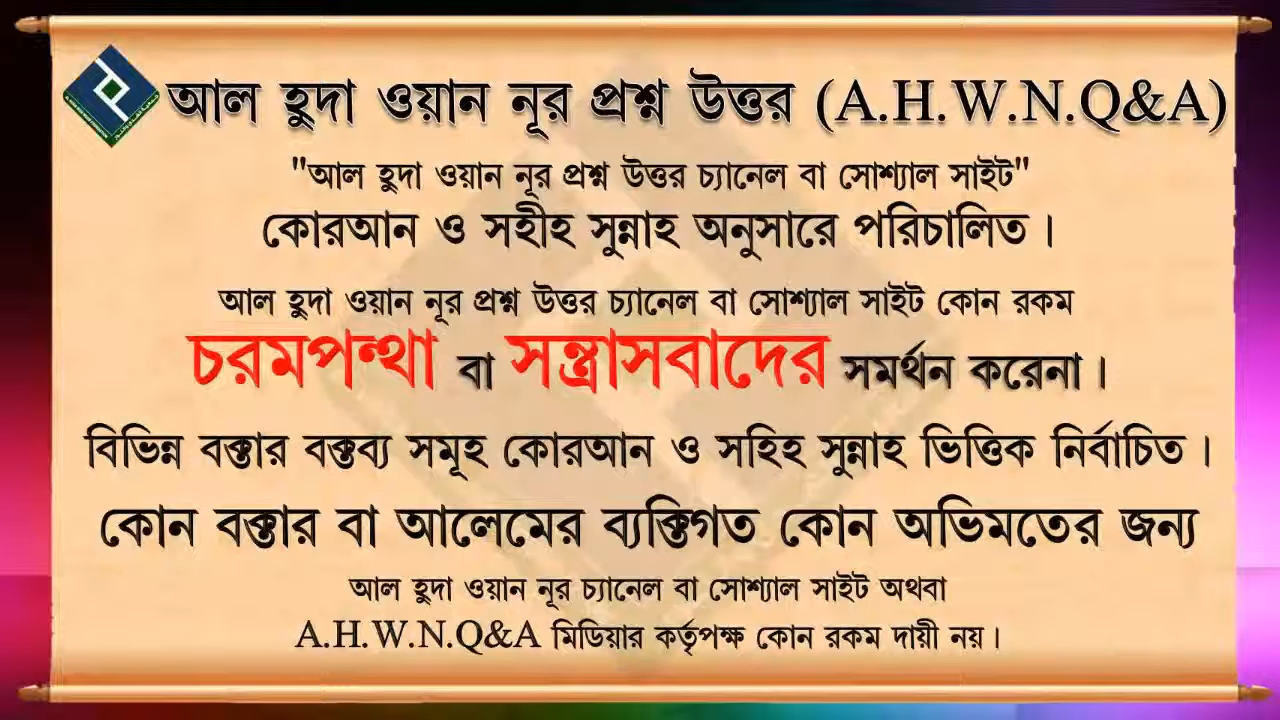 আল হুদা ওয়ান নূর প্রশ্ন উত্তর (A.H.W.N.Q&A)
"আল হুদা ওয়ান নূর প্রশ্ন উত্তর চ্যানেল বা সোশ্যাল সাইট"
কোরআন ও সহীহ সুন্নাহ অনুসারে পরিচালিত।
আল হুদা ওয়ান নূর প্রশ্ন উত্তর চ্যানেল বা সোশ্যাল সাইট কোন রকম
চরমপন্থা বা সন্ত্রাসবাদের সমর্থন করেনা।
বিভিন্ন বক্তার বক্তব্য সমূহ কোরআন ও সহিহ সুন্নাহ ভিত্তিক নির্বাচিত।
কোন বক্তার বা আলেমের ব্যক্তিগত কোন অভিমতের জন্য
আল হুদা ওয়ান নূর চ্যানেল বা সোশ্যাল সাইট অথবা
A.H.W.N.Q&A মিডিয়ার কর্তৃপক্ষ কোন রকম দায়ী নয়।